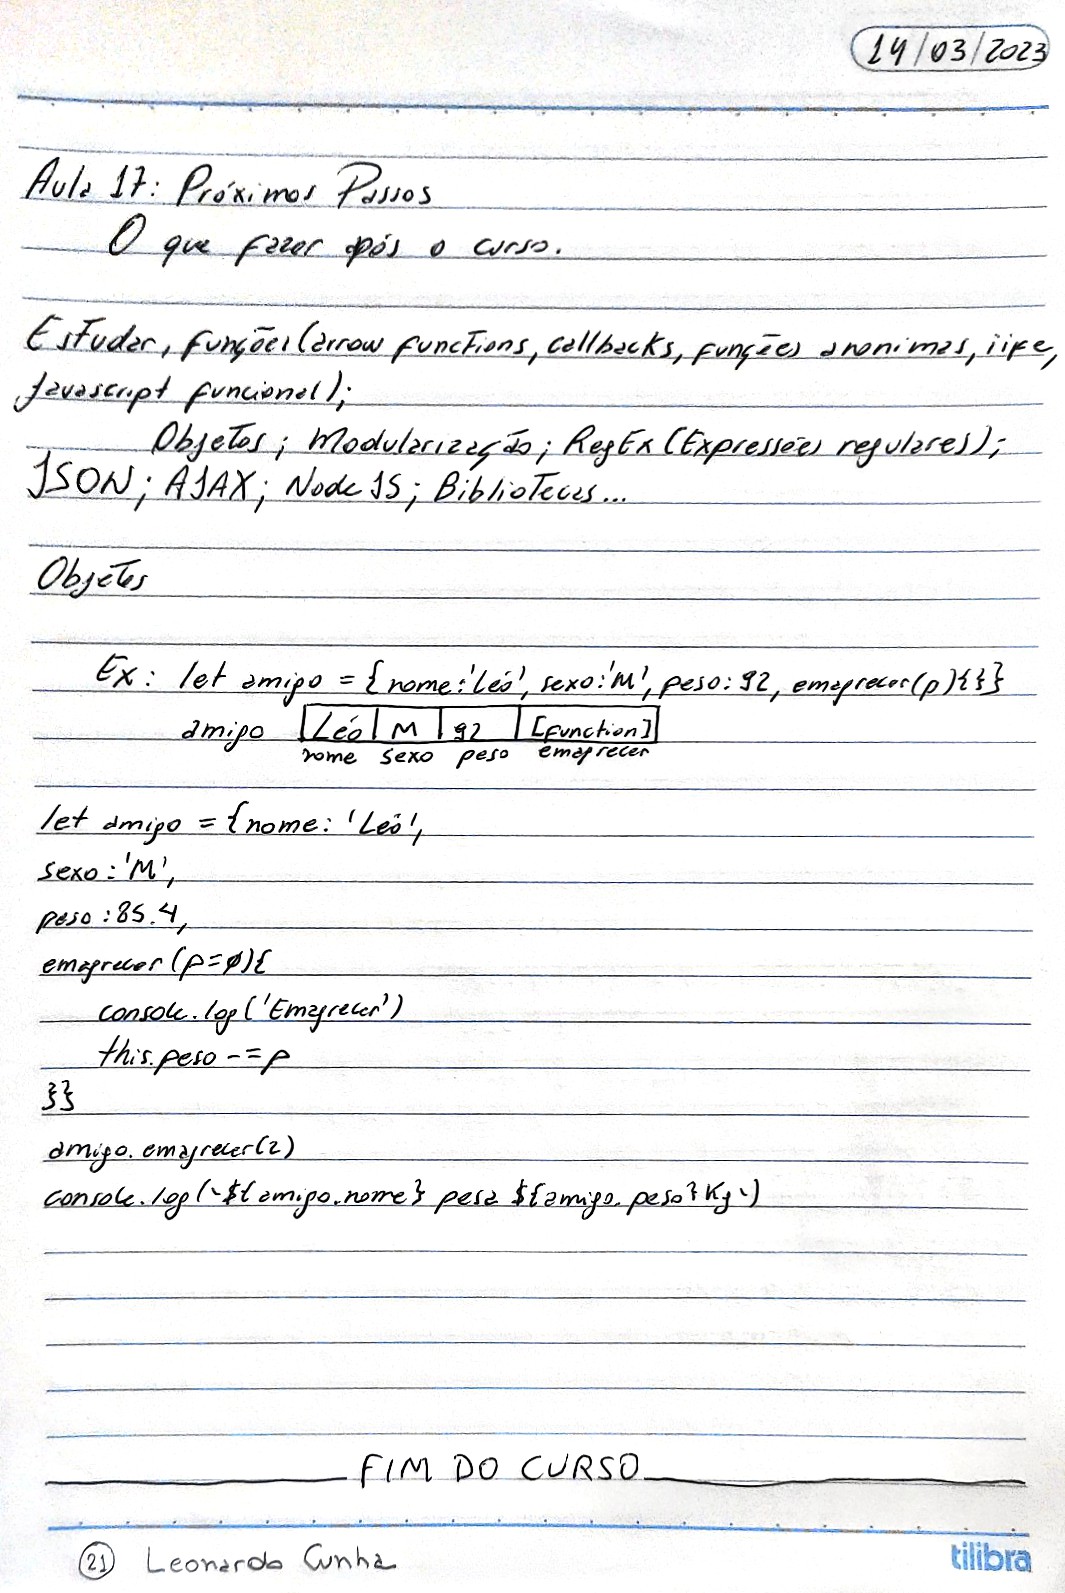 14/03/2023
Aula 17: Próximos Passos
O que fazer após o curso.
Estudar, funções (arrow functions, callbacks, funções anonimas, iife,
Javascript funcional);
Objetos; Modularização; RegEx (Expressões regulares);
JSON; AJAX; Node JS; Bibliotecas...
Objetos
Ex: let amigo = {nome:'Léo', sexo:'M', peso: 92, emagrecer(p){}}
amigo Léo M 92 [function]
nome sexo peso emagrecer
let amigo = {nome: 'Léo',
sexo:'M',
peso:85.4,
emagrecer (p=0){
console.log('Emagrecer')
this.peso -= p
}}
amigo.emagrecer(2)
console.log(`${amigo.nome} pesa ${amigo.peso}Kg`)
FIM DO CURSO
21 Leonardo Cunha
tilibra